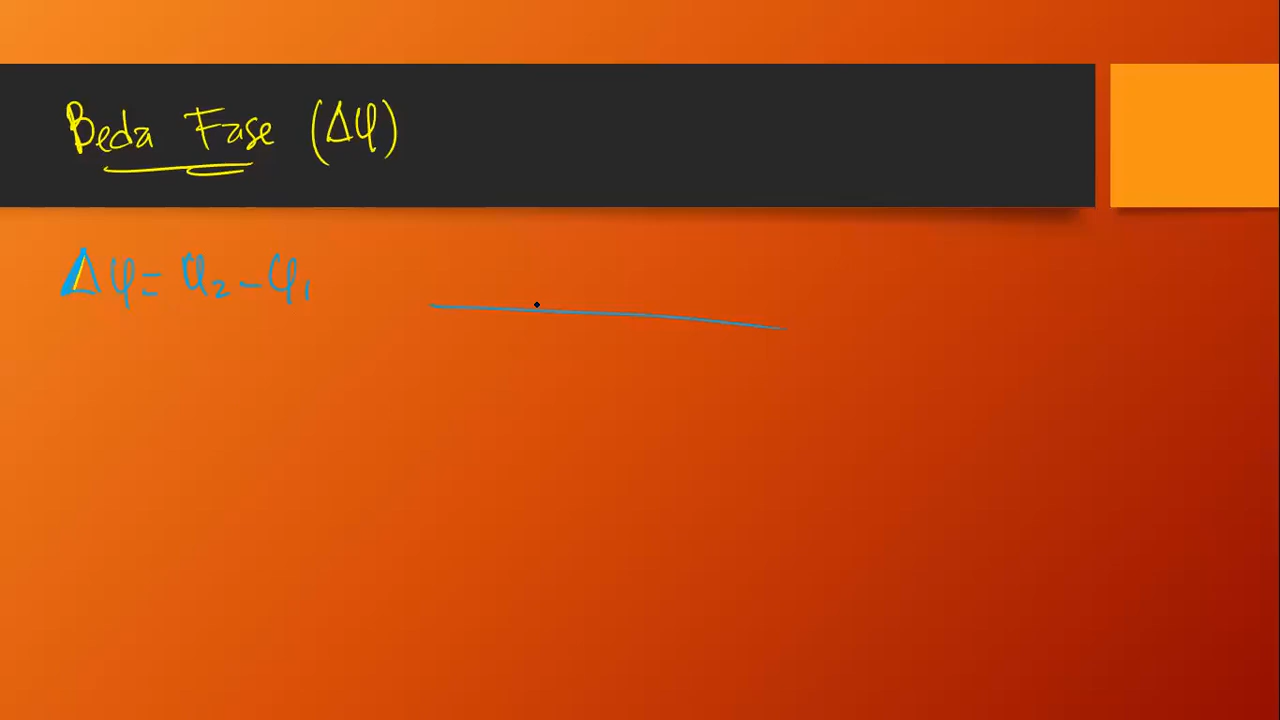 Beda Fase (Δφ)
Δφ = φ₂ - φ₁